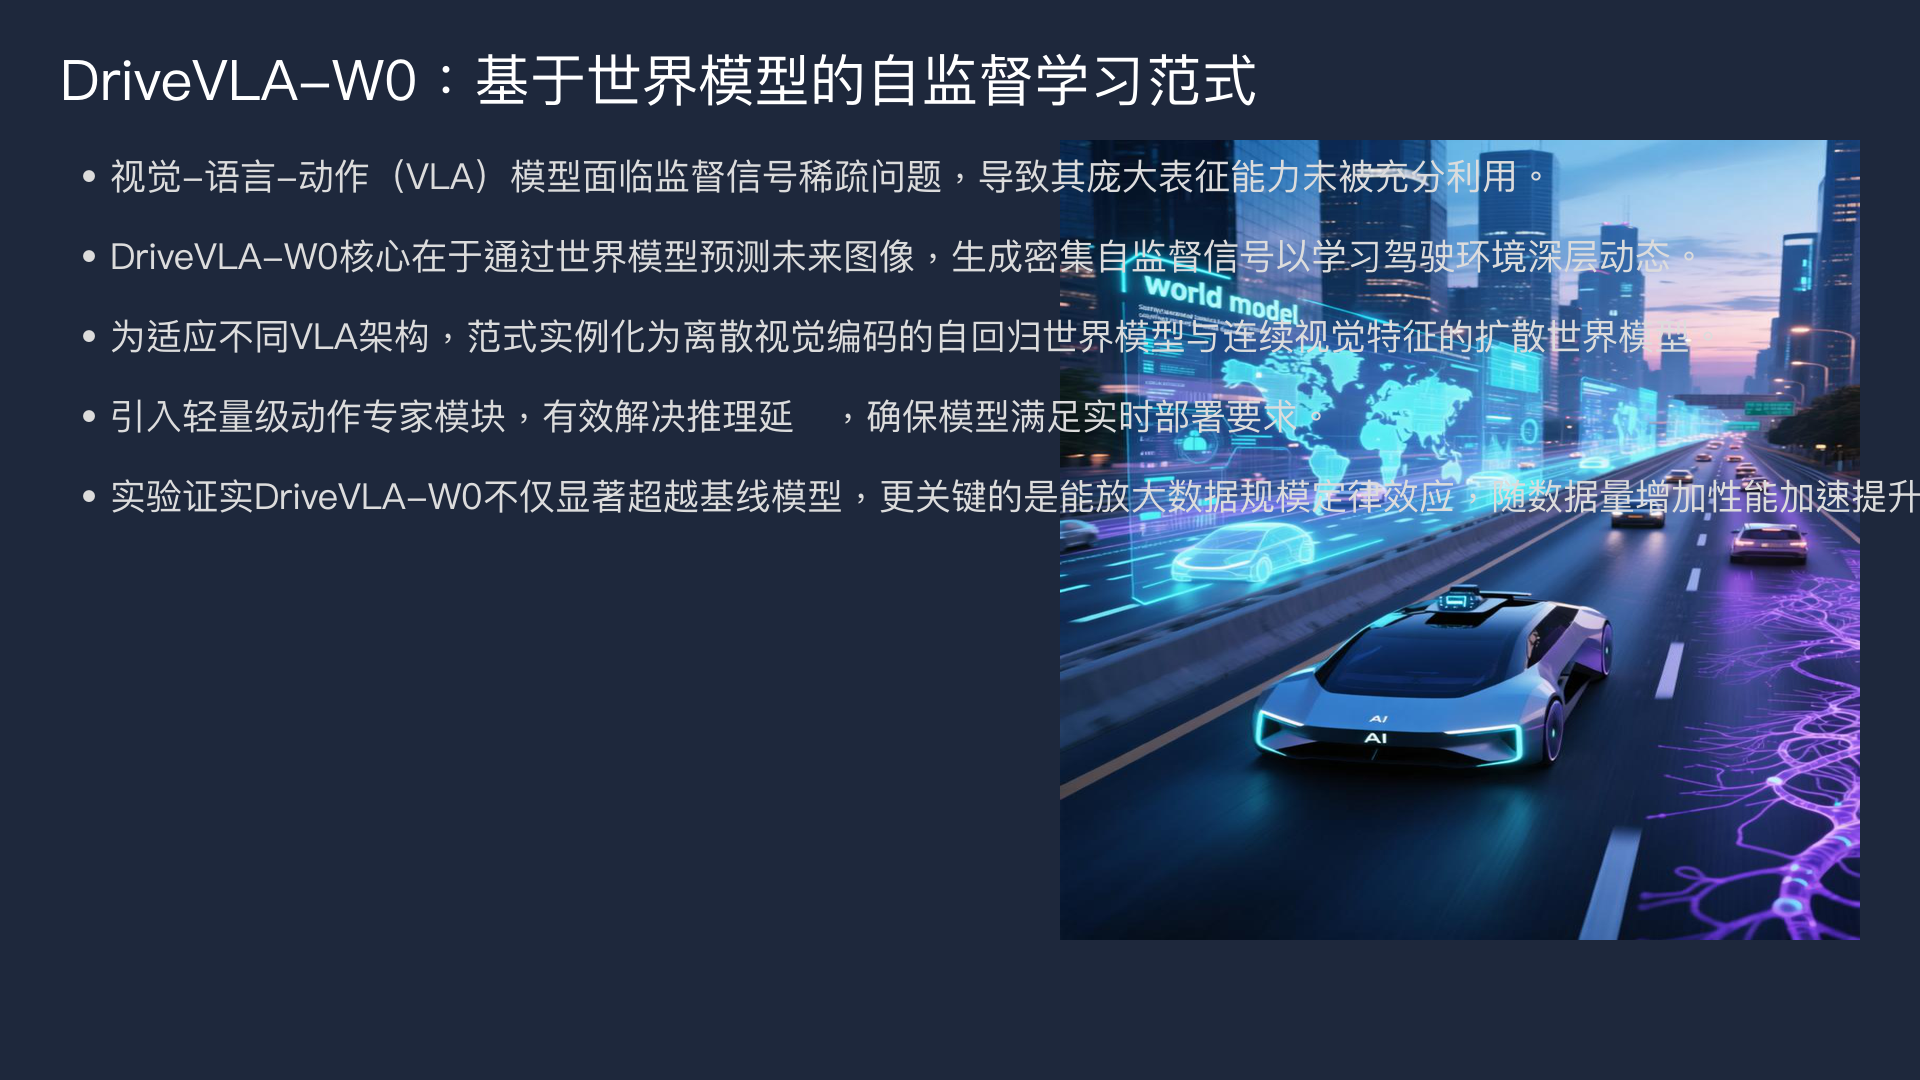 DriveVLA-W0：基于世界模型的自监督学习范式
• 视觉-语言-动作（VLA）模型面临监督信号稀疏问题，导致其庞大表征能力未被充分利用。
• DriveVLA-W0核心在于通过世界模型预测未来图像，生成密集自监督信号以学习驾驶环境深层动态。
world model
• 为适应不同VLA架构，范式实例化为离散视觉编码的自回归世界模型与连续视觉特征的扩散世界模型
• 引入轻量级动作专家模块，有效解决推理延 ，确保模型满足实时部署要求。
• 实验证实DriveVLA-W0不仅显著超越基线模型，更关键的是能放大数据规模定律效应，随数据量增加性能加速提升
AI
AI